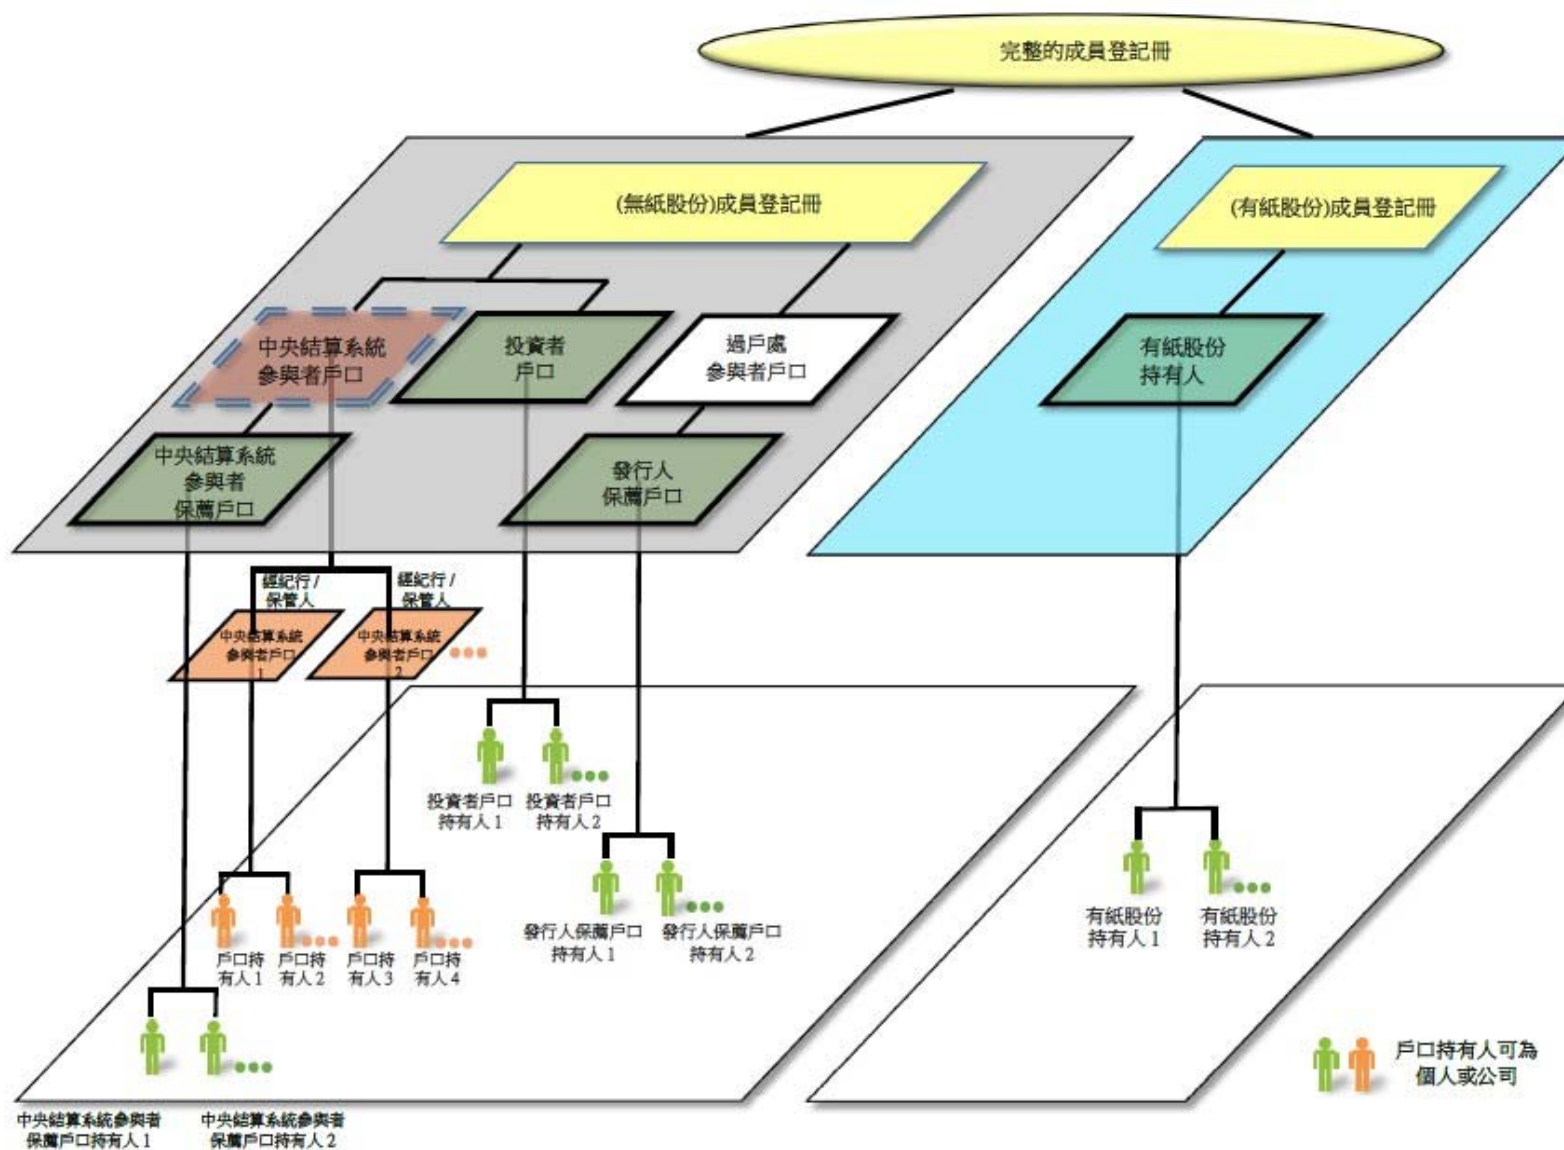 完整的成員登記冊
(無紙股份)成員登記冊
(有紙股份)成員登記冊
中央結算系統
參與者戶口
投資者
戶口
過戶處
參與者戶口
有紙股份
持有人
中央結算系統
參與者
保薦戶口
發行人
保薦戶口
經紀行 /
保管人
經紀行 /
保管人
中央結算系統
參與者戶口
1
中央結算系統
參與者戶口
2
投資者戶口
持有人 1
投資者戶口
持有人 2
發行人保薦戶口
持有人 1
發行人保薦戶口
持有人 2
有紙股份
持有人 1
有紙股份
持有人 2
戶口持
有人 1
戶口持
有人 2
戶口持
有人 3
戶口持
有人 4
中央結算系統參與者
保薦戶口持有人 1
中央結算系統參與者
保薦戶口持有人 2
戶口持有人可為
個人或公司